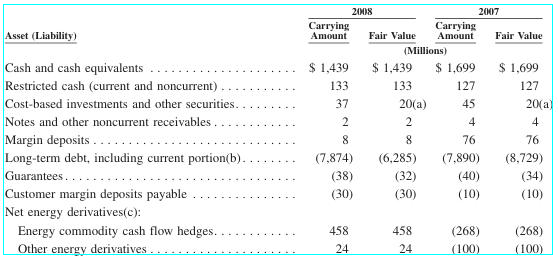 2008 2007
Carrying Carrying
Asset (Liability) Amount Fair Value Amount Fair Value
(Millions)
Cash and cash equivalents . . . . . . . . . . . . . . . . . . . . . $ 1,439 $ 1,439 $ 1,699 $ 1,699
Restricted cash (current and noncurrent) . . . . . . . . . . . 133 133 127 127
Cost-based investments and other securities. . . . . . . . . 37 20(a) 45 20(a)
Notes and other noncurrent receivables . . . . . . . . . . . . 2 2 4 4
Margin deposits . . . . . . . . . . . . . . . . . . . . . . . . . . . . . 8 8 76 76
Long-term debt, including current portion(b). . . . . . . . (7,874) (6,285) (7,890) (8,729)
Guarantees . . . . . . . . . . . . . . . . . . . . . . . . . . . . . . . . . (38) (32) (40) (34)
Customer margin deposits payable . . . . . . . . . . . . . . . (30) (30) (10) (10)
Net energy derivatives(c):
Energy commodity cash flow hedges. . . . . . . . . . . . 458 458 (268) (268)
Other energy derivatives . . . . . . . . . . . . . . . . . . . . . 24 24 (100) (100)